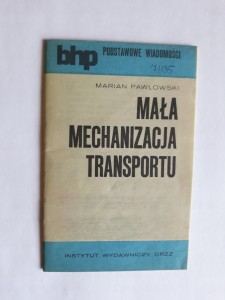 bhp PODSTAWOWE WIADOMOŚCI
MARIAN PAWŁOWSKI
MAŁA
MECHANIZACJA
TRANSPORTU
INSTYTUT WYDAWNICZY CRZZ